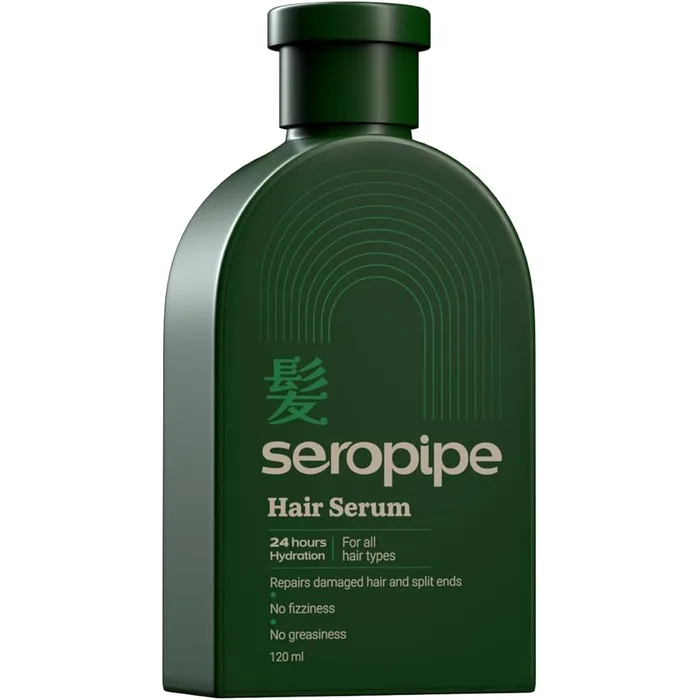 髪
seropipe
Hair Serum
24 hours
Hydration
For all
hair types
Repairs damaged hair and split ends
No fizziness
No greasiness
120 ml